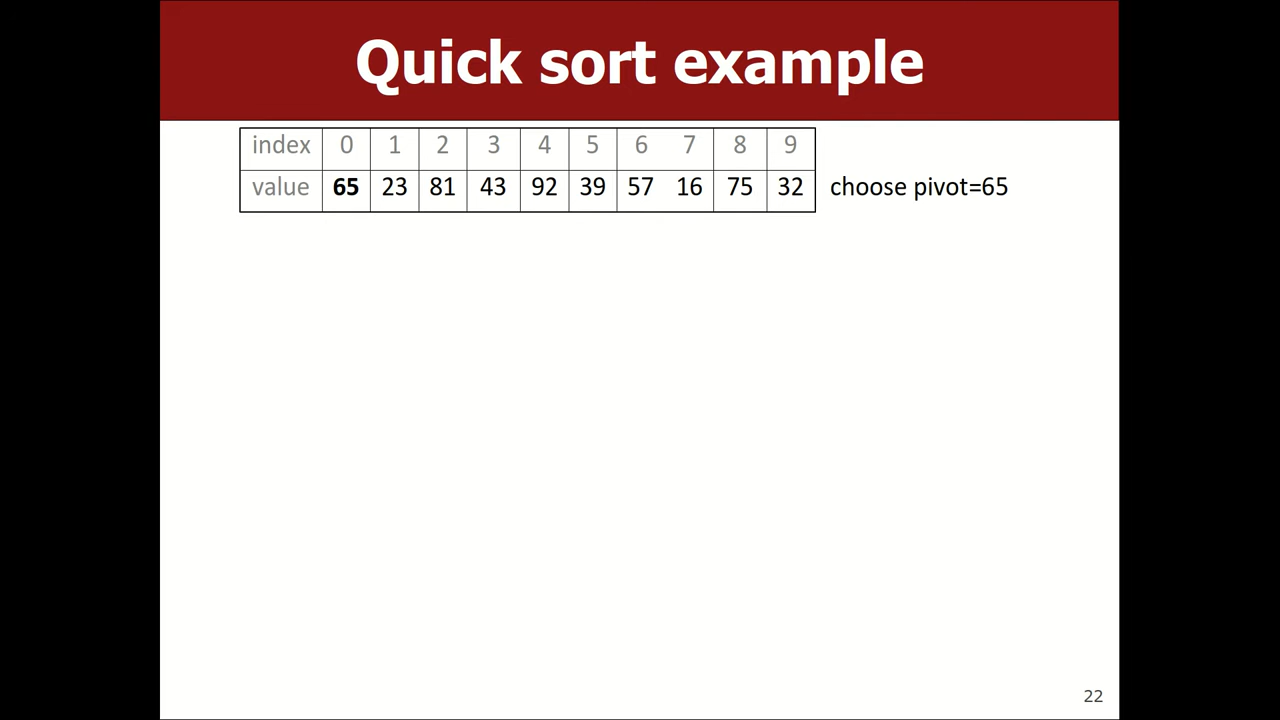 Quick sort example
index 0 1 2 3 4 5 6 7 8 9
value 65 23 81 43 92 39 57 16 75 32 choose pivot=65
22